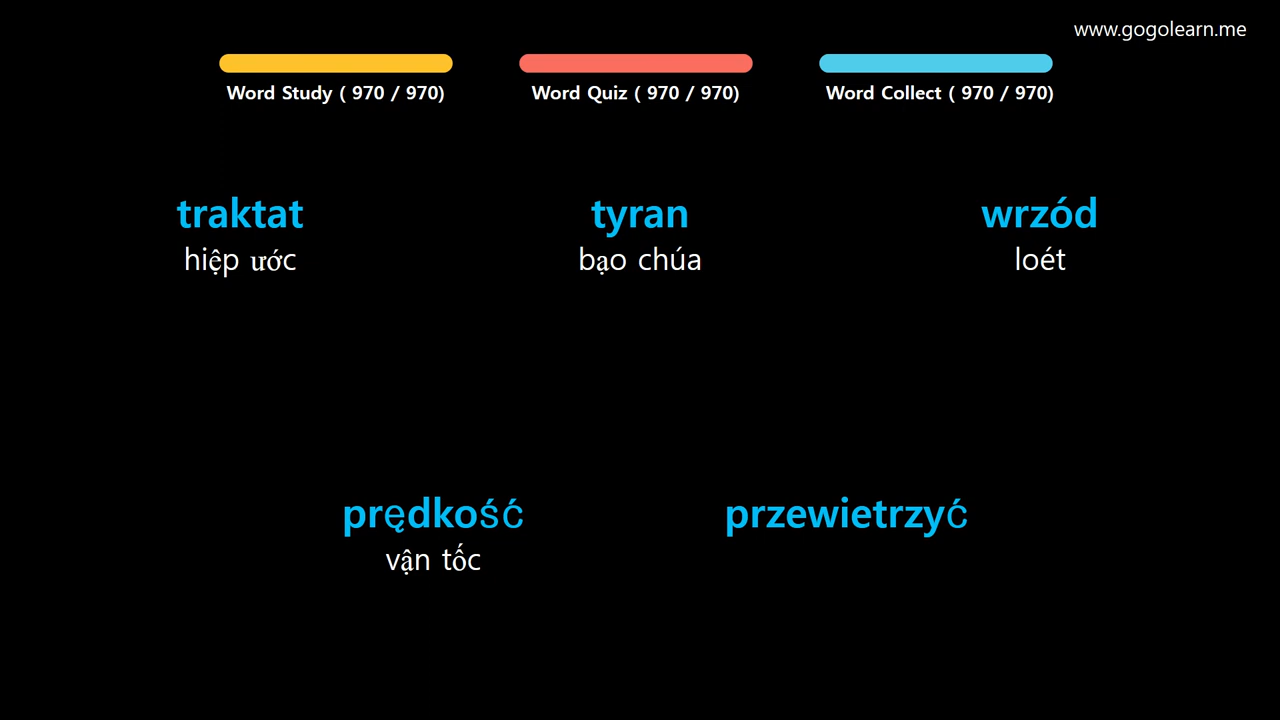 www.gogolearn.me
Word Study ( 970 / 970)
Word Quiz ( 970 / 970)
Word Collect ( 970 / 970)
traktat
hiệp ước
tyran
bạo chúa
wrzód
loét
prędkość
vận tốc
przewietrzyć